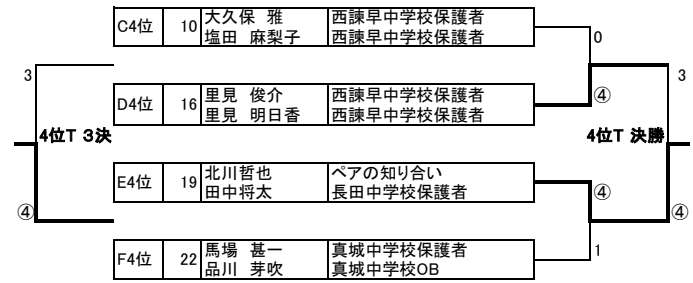 C4位 10 大久保 雅 西諫早中学校保護者
塩田 麻梨子 西諫早中学校保護者
0
3
3
D4位 16 里見 俊介 西諫早中学校保護者
里見 明日香 西諫早中学校保護者
④
4位T 3決
4位T 決勝
E4位 19 北川哲也 ペアの知り合い
田中将太 長田中学校保護者
④
④
④
F4位 22 馬場 甚一 真城中学校保護者
品川 芽吹 真城中学校OB
1